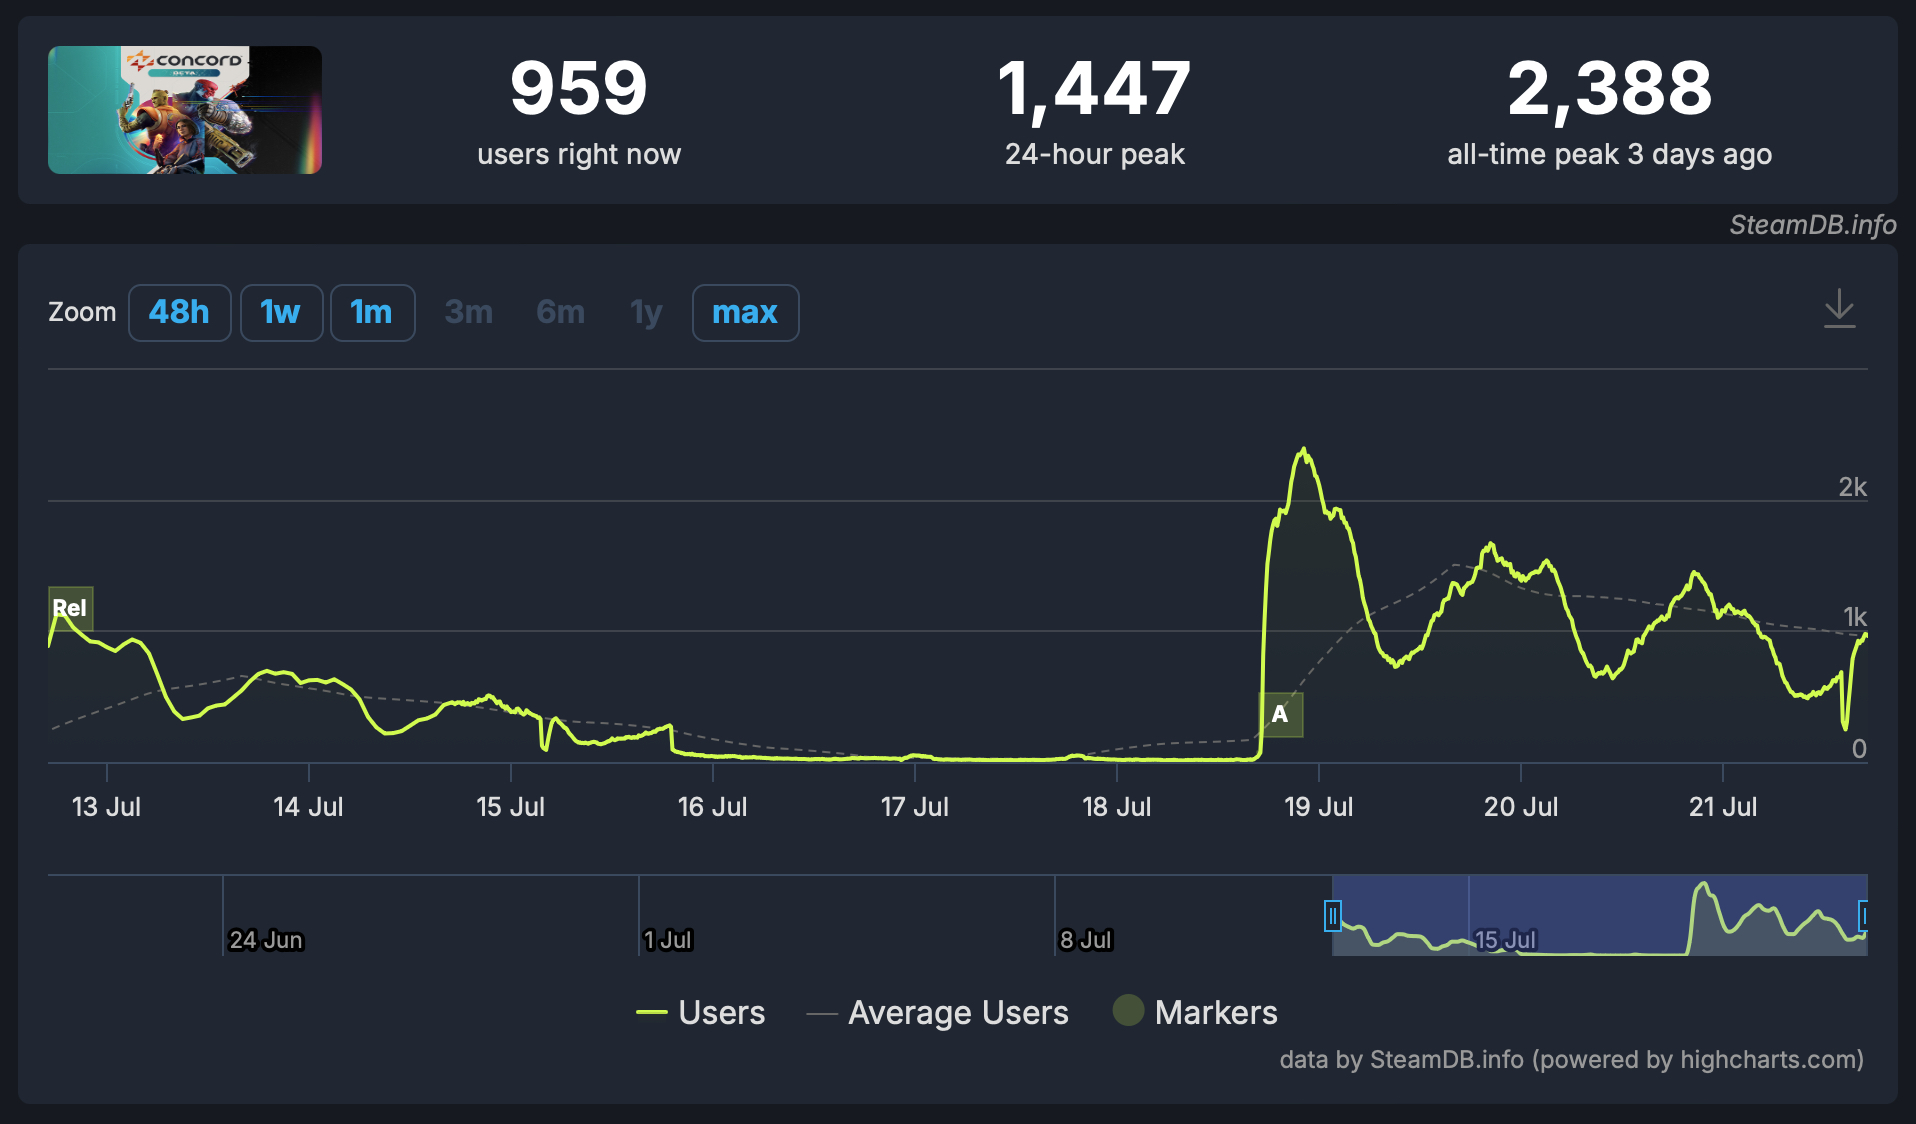 CONCORD
BETA
959
users right now
1,447
24-hour peak
2,388
all-time peak 3 days ago
SteamDB.info
Zoom 48h 1w 1m 3m 6m 1y max
2k
1k
0
Rel
A
13 Jul 14 Jul 15 Jul 16 Jul 17 Jul 18 Jul 19 Jul 20 Jul 21 Jul
24 Jun 1 Jul 8 Jul 15 Jul
Users Average Users Markers
data by SteamDB.info (powered by highcharts.com)